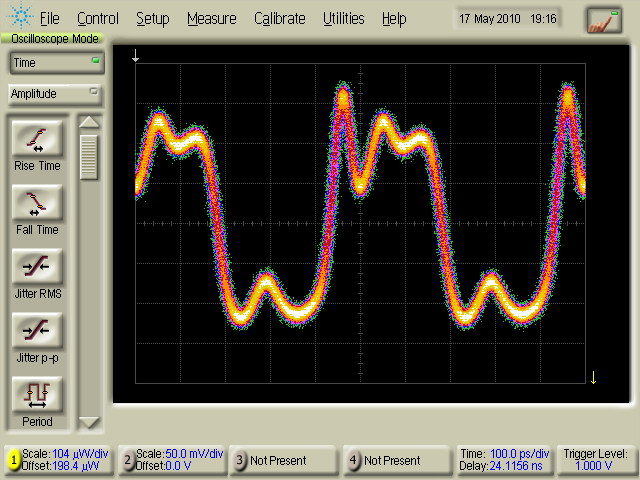 File Control Setup Measure Calibrate Utilities Help 17 May 2010 19:16
Oscilloscope Mode
Time
Amplitude
Rise Time
Fall Time
Jitter RMS
Jitter p-p
Period
1 Scale: 104 µW/div
Offset:198.4 µW
2 Scale:50.0 mV/div
Offset:0.0 V
3 Not Present
4 Not Present
Time: 100.0 ps/div
Delay:24.1156 ns
Trigger Level:
1.000 V